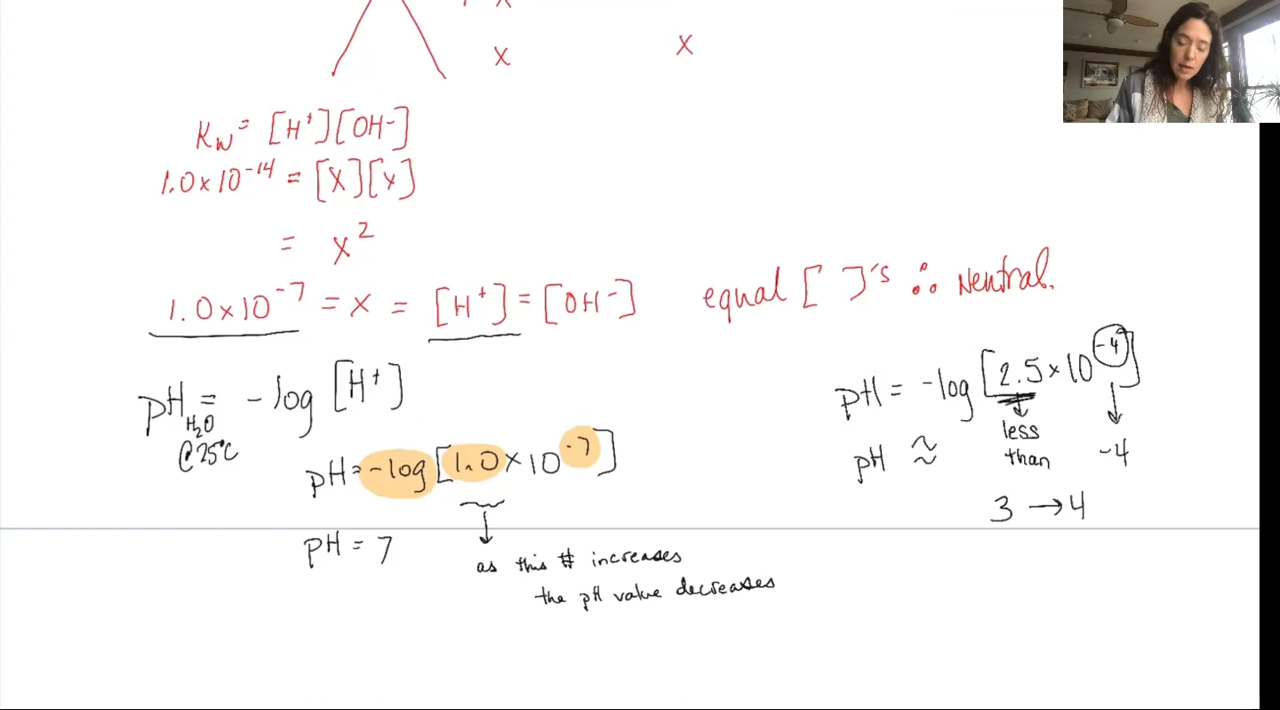 x
x x
Kw = [H⁺][OH-]
1.0 x 10⁻¹⁴ = [X][x]
= x²
1.0 x 10⁻⁷ = x = [H⁺] = [OH-] equal [ ]'s ∴ Neutral.
pH H₂O = -log [H⁺]
@ 25°C
pH = -log [1.0 x 10⁻⁷]
pH = 7
as this # increases
the pH value decreases
pH = -log [2.5 x 10⁻⁴]
pH ≈ less than -4
3 → 4